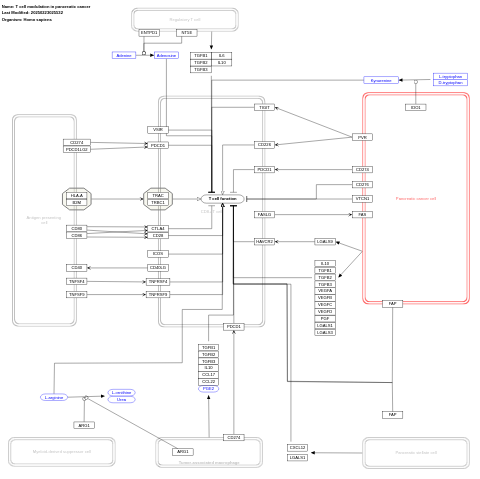 Name: T cell modulation in pancreatic cancer
Last Modified: 20250323025332
Organism: Homo sapiens
Regulatory T cell
ENTPD1
NT5E
Adenine
Adenosine
TGFB1
IL6
TGFB2
IL10
TGFB3
Kynurenine
L-tryptophan
D-tryptophan
IDO1
TIGIT
VSIR
PVR
CD274
PDCD1LG2
PDCD1
CD226
PDCD1
CD274
CD276
HLA-A
B2M
TRAC
TRBC1
T cell function
VTCN1
Pancreatic cancer cell
FASLG
FAS
Antigen presenting cell
CD80
CD86
CTLA4
CD28
HAVCR2
LGALS9
ICOS
CD40
CD40LG
TNFSF4
TNFRSF4
TNFSF9
TNFRSF9
IL10
TGFB1
TGFB2
TGFB3
VEGFA
VEGFB
VEGFC
VEGFD
PGF
LGALS1
LGALS3
FAP
PDCD1
TGFB1
TGFB2
TGFB3
IL10
CCL17
CCL22
PGE2
L-arginine
L-ornithine
Urea
ARG1
FAP
CD274
ARG1
CXCL12
LGALS1
Myeloid-derived suppressor cell
Tumor-associated macrophage
Pancreatic stellate cell